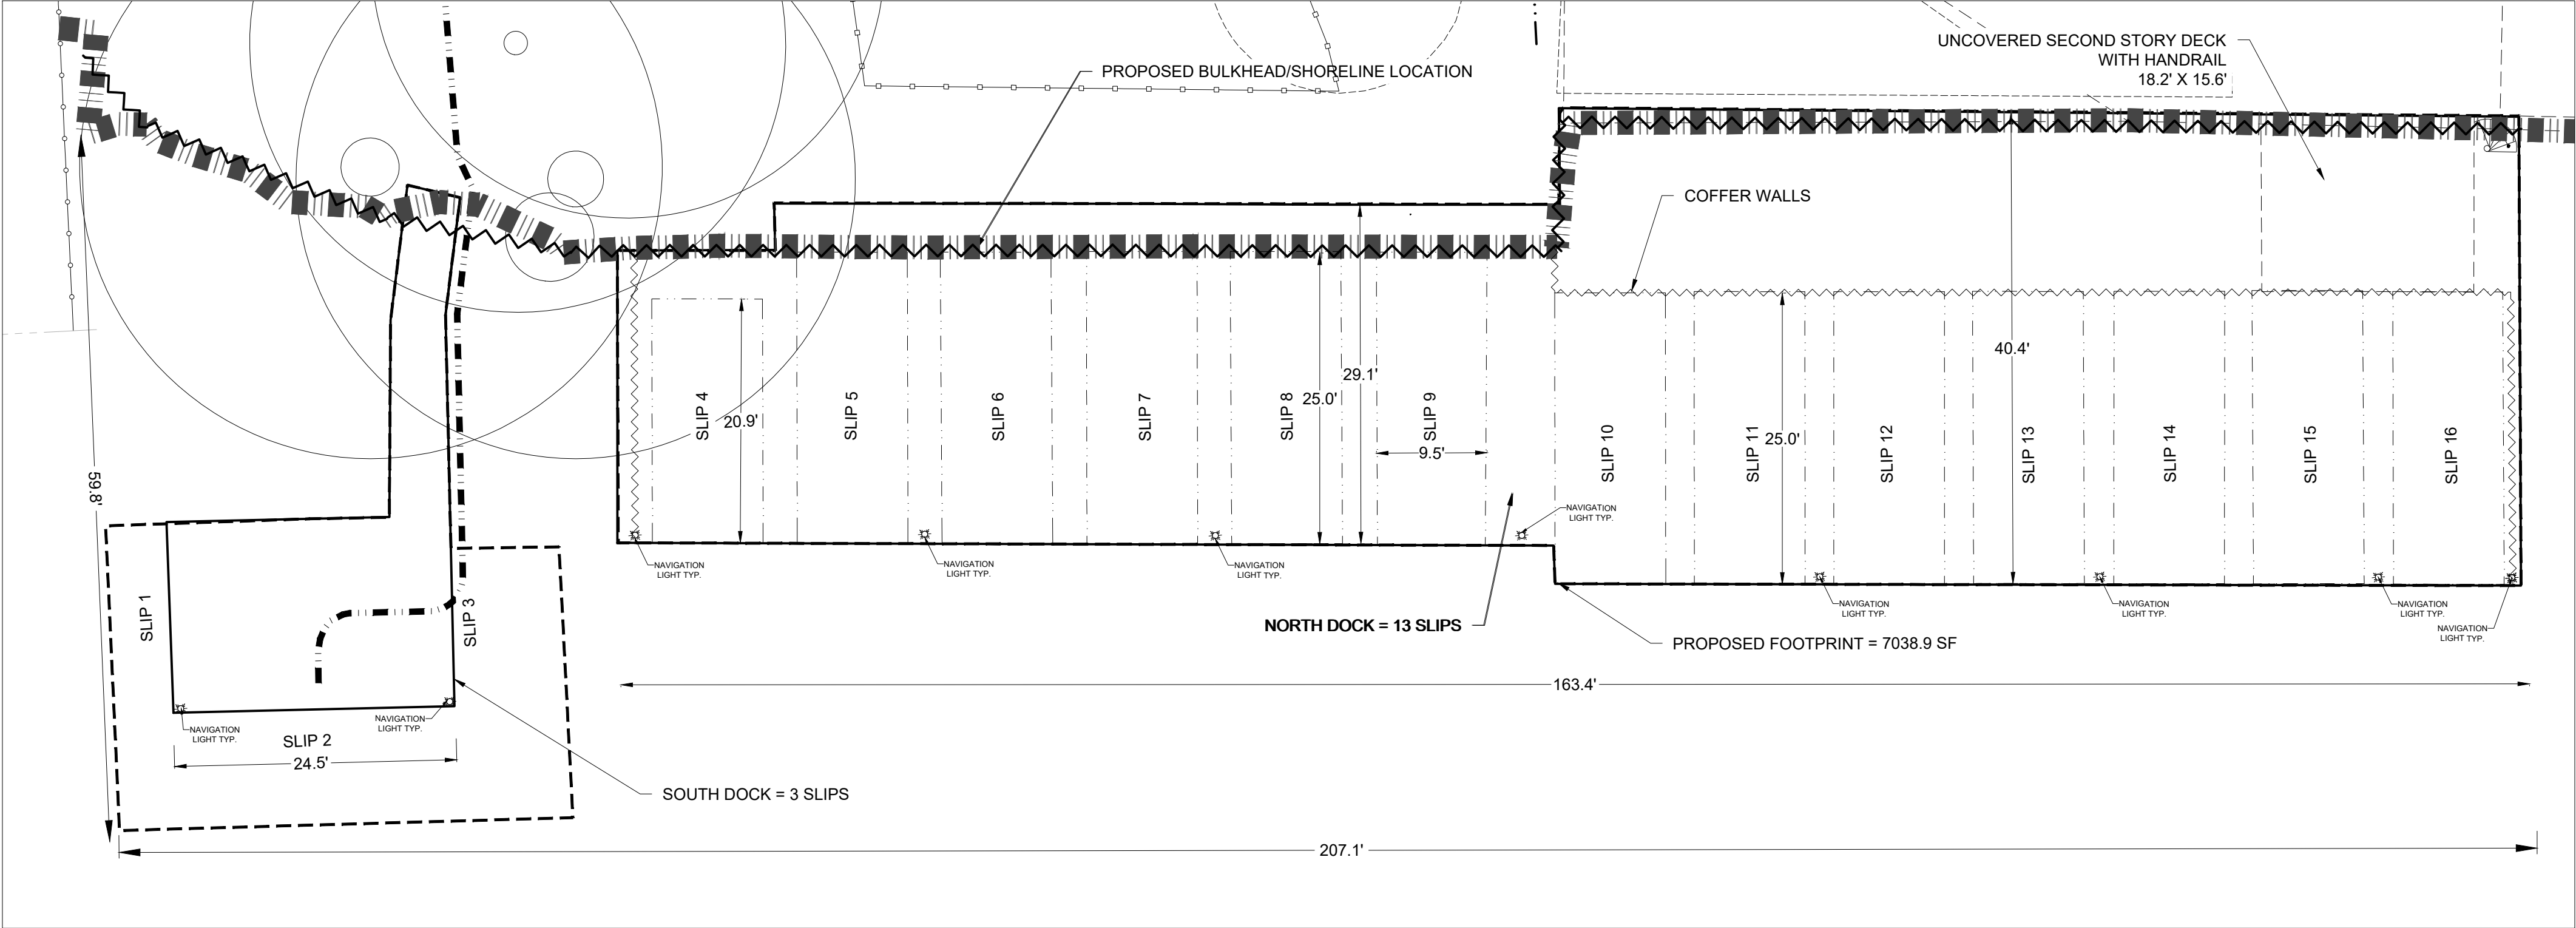 UNCOVERED SECOND STORY DECK
WITH HANDRAIL
18.2' X 15.6'
PROPOSED BULKHEAD/SHORELINE LOCATION
COFFER WALLS
59.8'
SLIP 4
20.9'
SLIP 5
SLIP 6
SLIP 7
SLIP 8
25.0'
29.1'
SLIP 9
9.5'
SLIP 10
SLIP 11
25.0'
SLIP 12
40.4'
SLIP 13
SLIP 14
SLIP 15
SLIP 16
NAVIGATION
LIGHT TYP.
NAVIGATION
LIGHT TYP.
NAVIGATION
LIGHT TYP.
NAVIGATION
LIGHT TYP.
NAVIGATION
LIGHT TYP.
NAVIGATION
LIGHT TYP.
NAVIGATION
LIGHT TYP.
NAVIGATION
LIGHT TYP.
SLIP 1
SLIP 3
NORTH DOCK = 13 SLIPS
PROPOSED FOOTPRINT = 7038.9 SF
163.4'
NAVIGATION
LIGHT TYP.
NAVIGATION
LIGHT TYP.
SLIP 2
24.5'
SOUTH DOCK = 3 SLIPS
207.1'